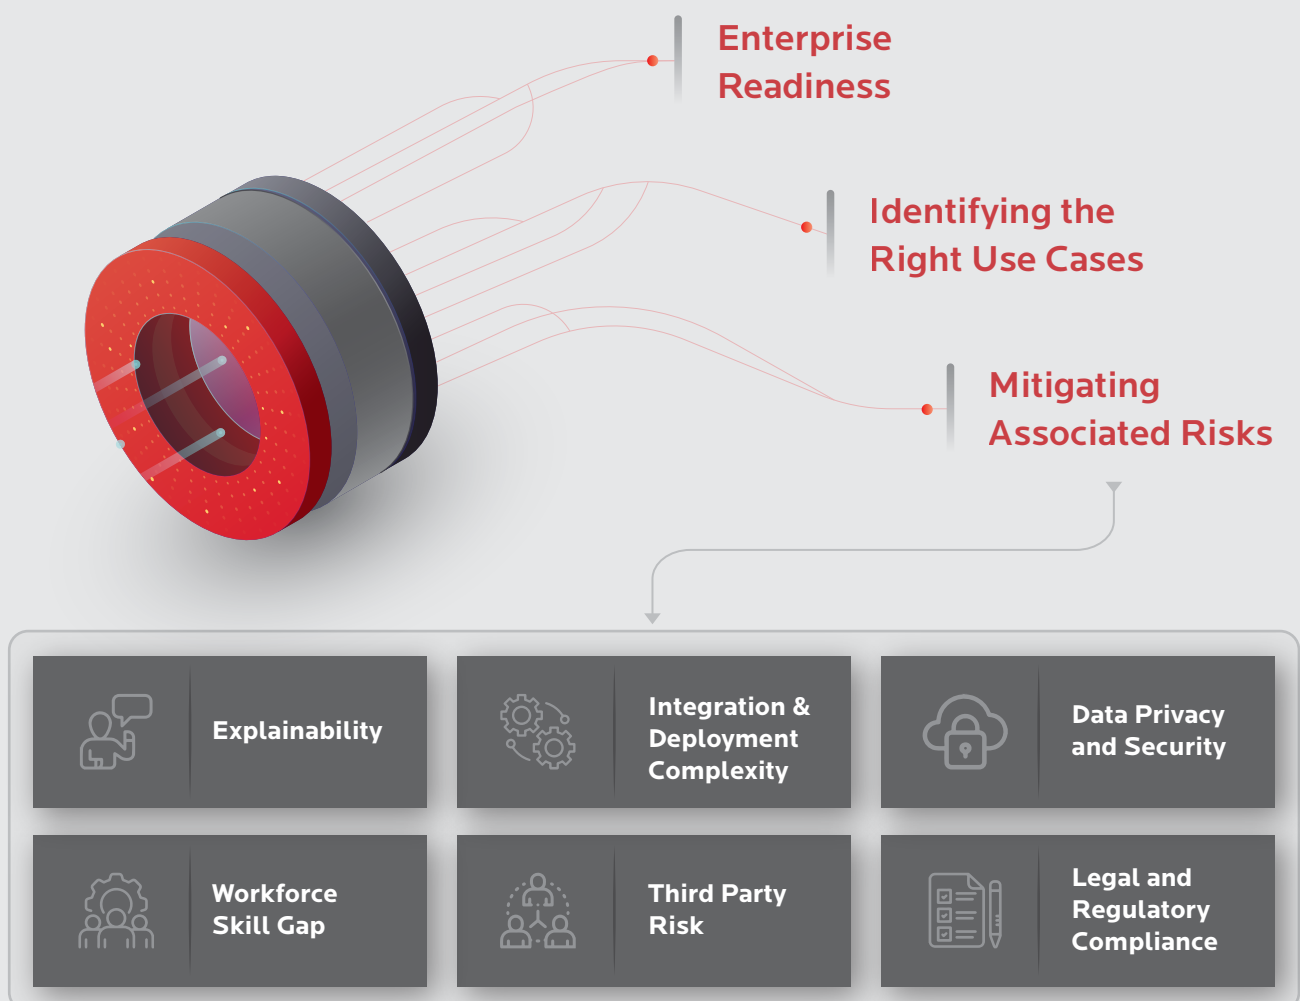 Enterprise
Readiness
Identifying the
Right Use Cases
Mitigating
Associated Risks
Explainability
Integration &
Deployment
Complexity
Data Privacy
and Security
Workforce
Skill Gap
Third Party
Risk
Legal and
Regulatory
Compliance